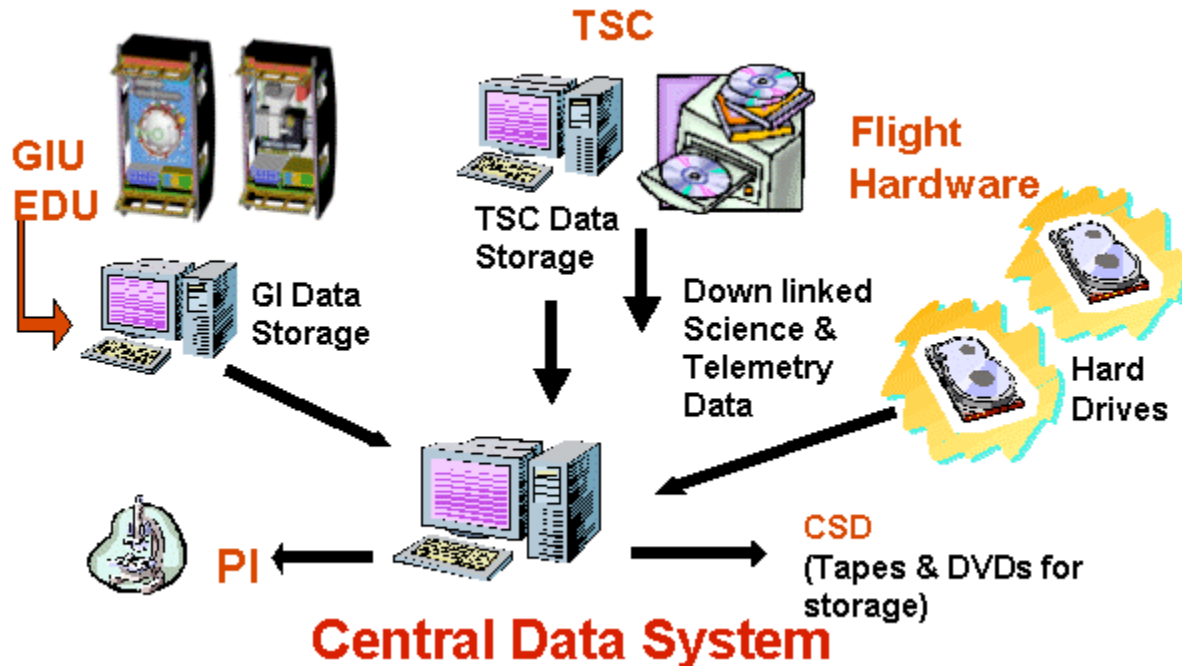 TSC
GIU
EDU
Flight
Hardware
TSC Data
Storage
GI Data
Storage
Down linked
Science &
Telemetry
Data
Hard
Drives
PI
CSD
(Tapes & DVDs for
storage)
Central Data System